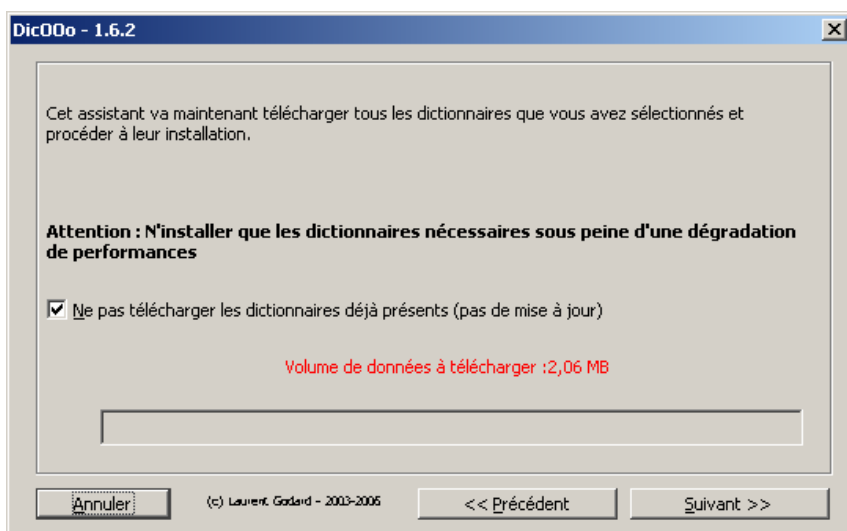 DicOOo - 1.6.2
Cet assistant va maintenant télécharger tous les dictionnaires que vous avez sélectionnés et
procéder à leur installation.
Attention : N'installer que les dictionnaires nécessaires sous peine d'une dégradation
de performances
Ne pas télécharger les dictionnaires déjà présents (pas de mise à jour)
Volume de données à télécharger :2,06 MB
Annuler
(c) Laurent Godard - 2003-2006
<< Précédent
Suivant >>